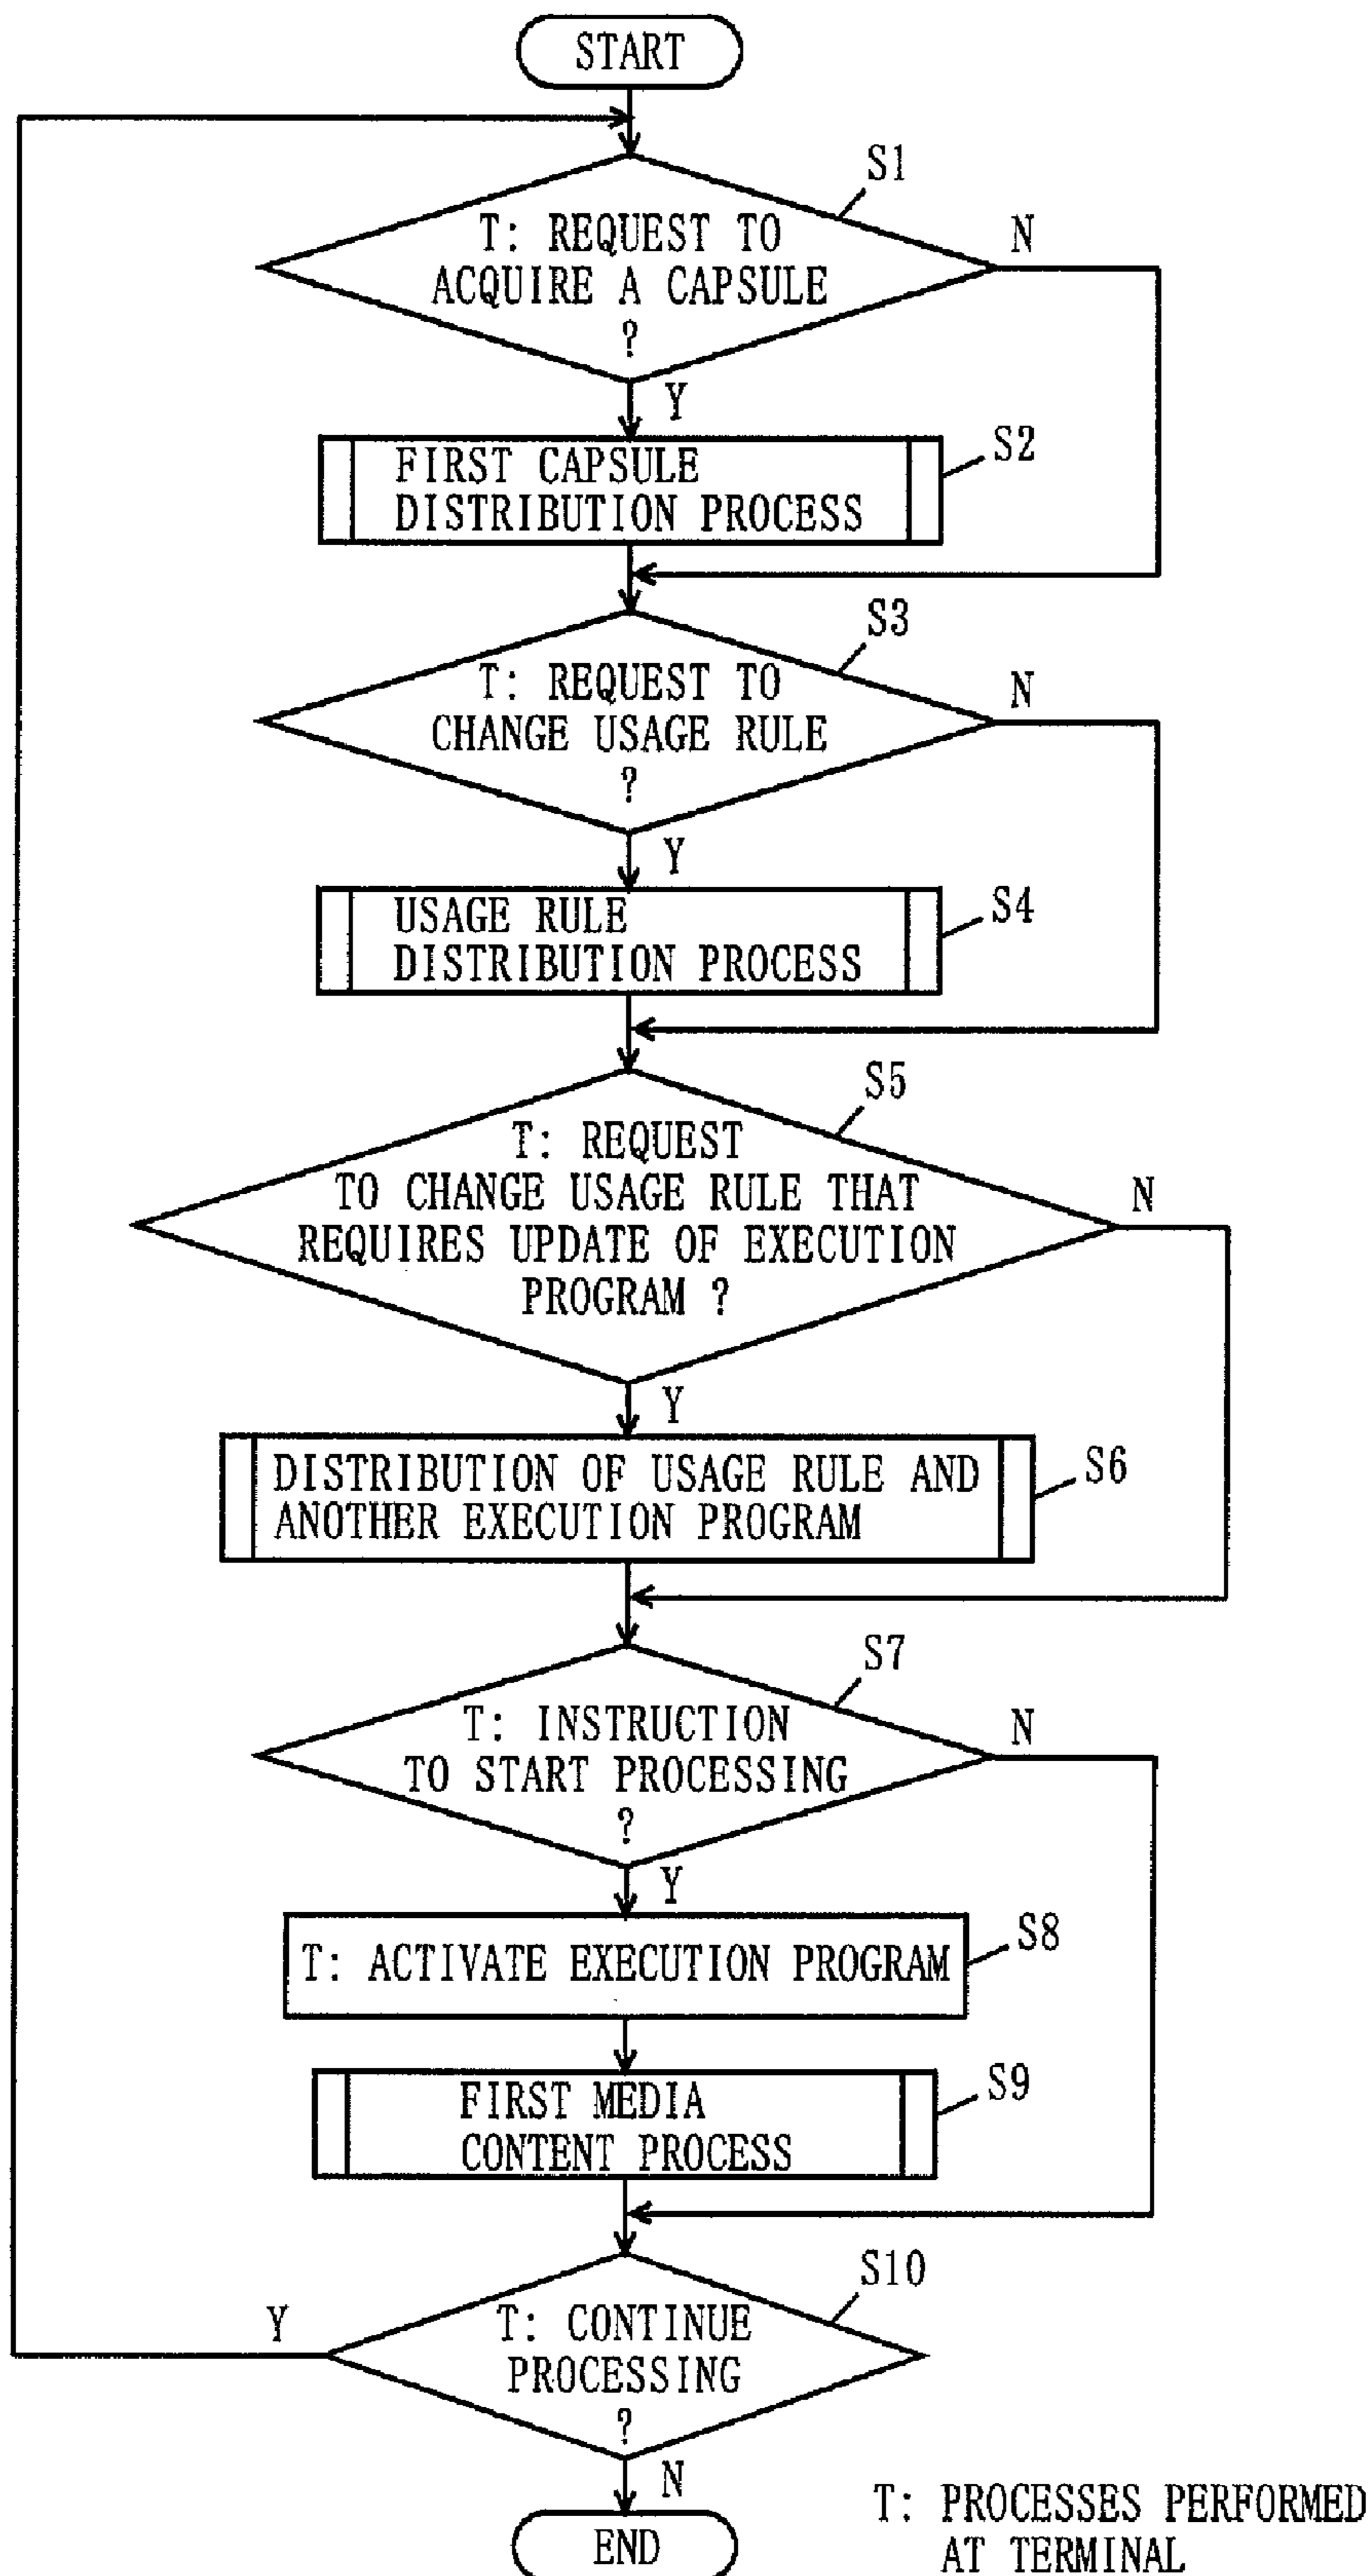 START
S1
T: REQUEST TO
ACQUIRE A CAPSULE
?
N
Y
FIRST CAPSULE
DISTRIBUTION PROCESS
S2
S3
T: REQUEST TO
CHANGE USAGE RULE
?
N
Y
USAGE RULE
DISTRIBUTION PROCESS
S4
S5
T: REQUEST
TO CHANGE USAGE RULE THAT
REQUIRES UPDATE OF EXECUTION
PROGRAM ?
N
Y
DISTRIBUTION OF USAGE RULE AND
ANOTHER EXECUTION PROGRAM
S6
S7
T: INSTRUCTION
TO START PROCESSING
?
N
Y
T: ACTIVATE EXECUTION PROGRAM
S8
FIRST MEDIA
CONTENT PROCESS
S9
S10
T: CONTINUE
PROCESSING
?
Y
N
END
T: PROCESSES PERFORMED
AT TERMINAL